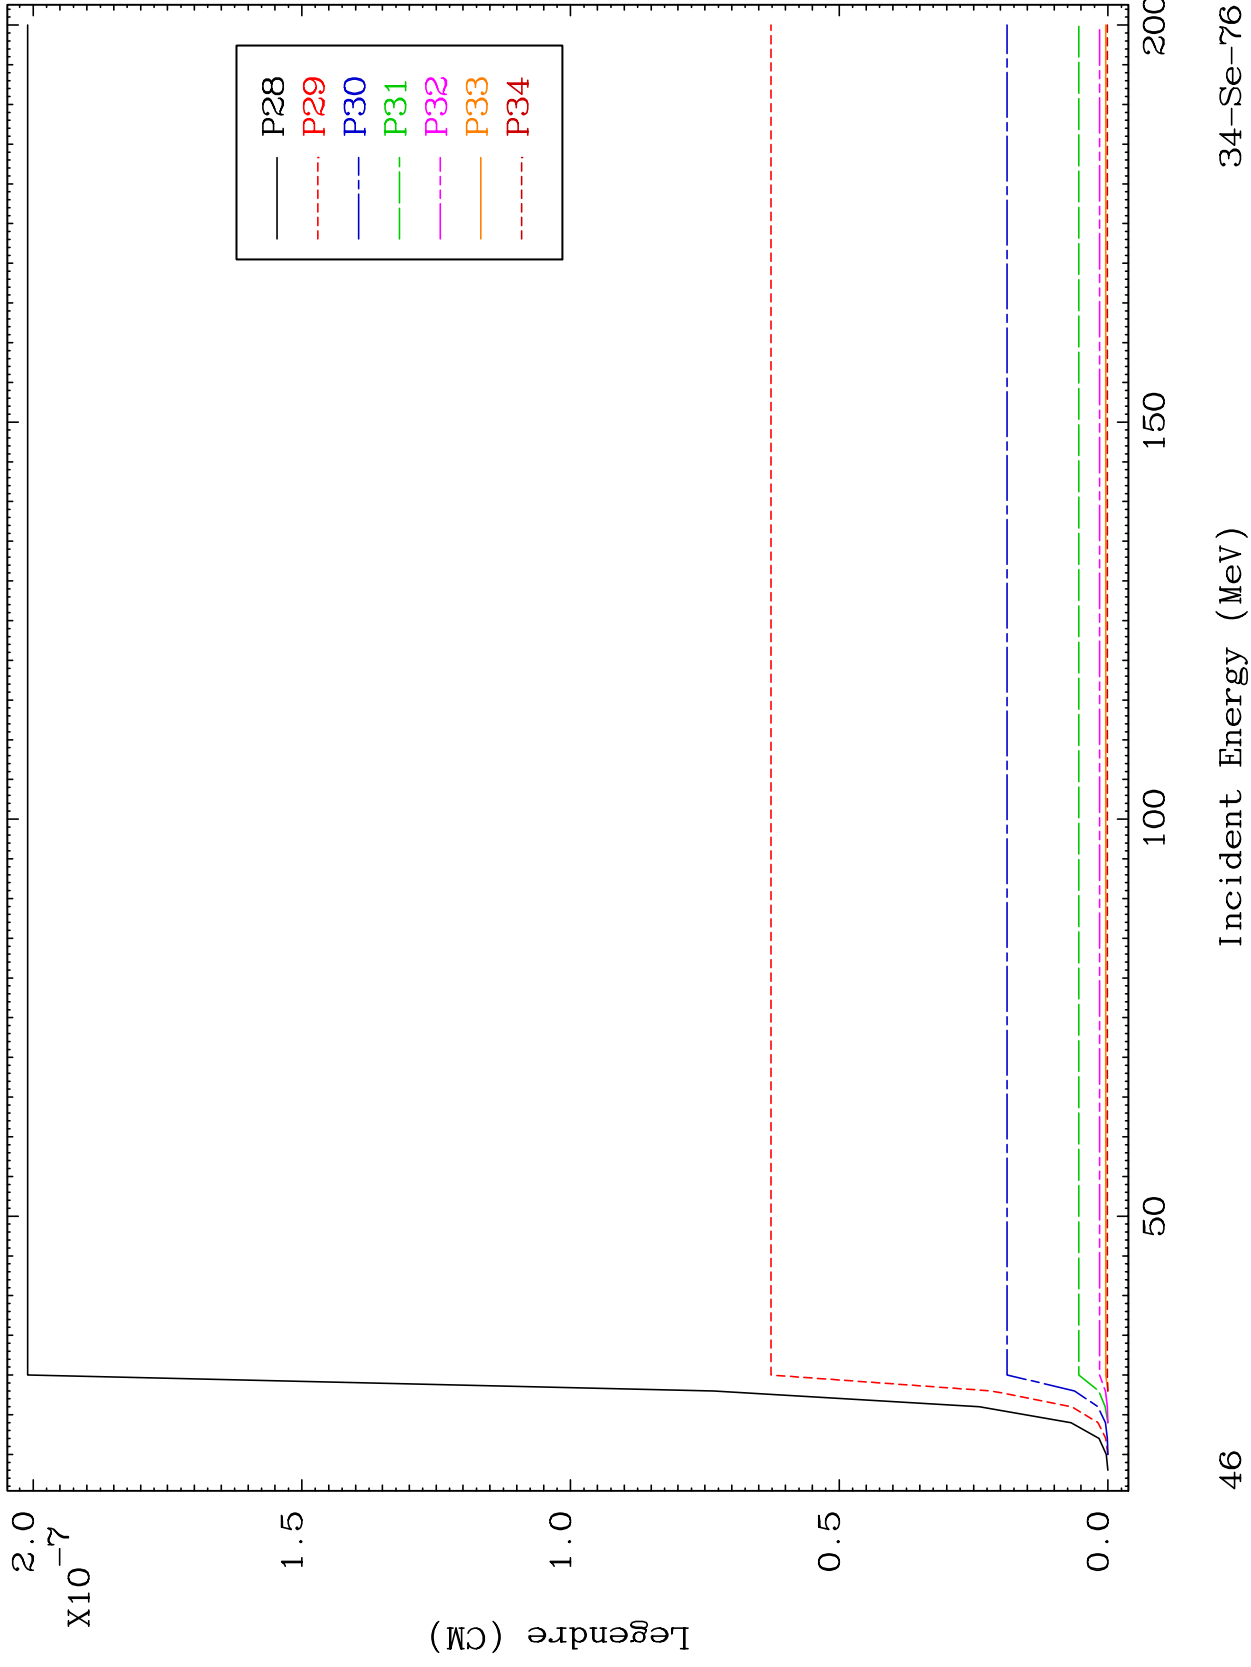 2.0
X10-7
1.5
1.0
0.5
0.0
Legendre (CM)
P28
P29
P30
P31
P32
P33
P34
50
100
150
200
Incident Energy (MeV)
46
34-Se-76